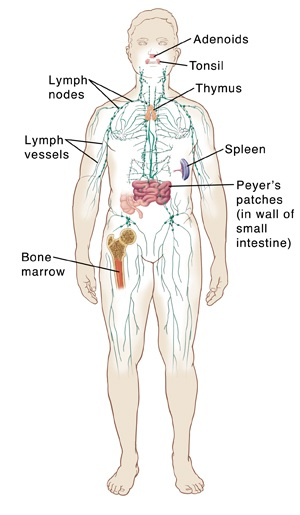 Adenoids
Tonsil
Lymph
nodes
Thymus
Lymph
vessels
Spleen
Peyer's
patches
(in wall of
small
intestine)
Bone
marrow